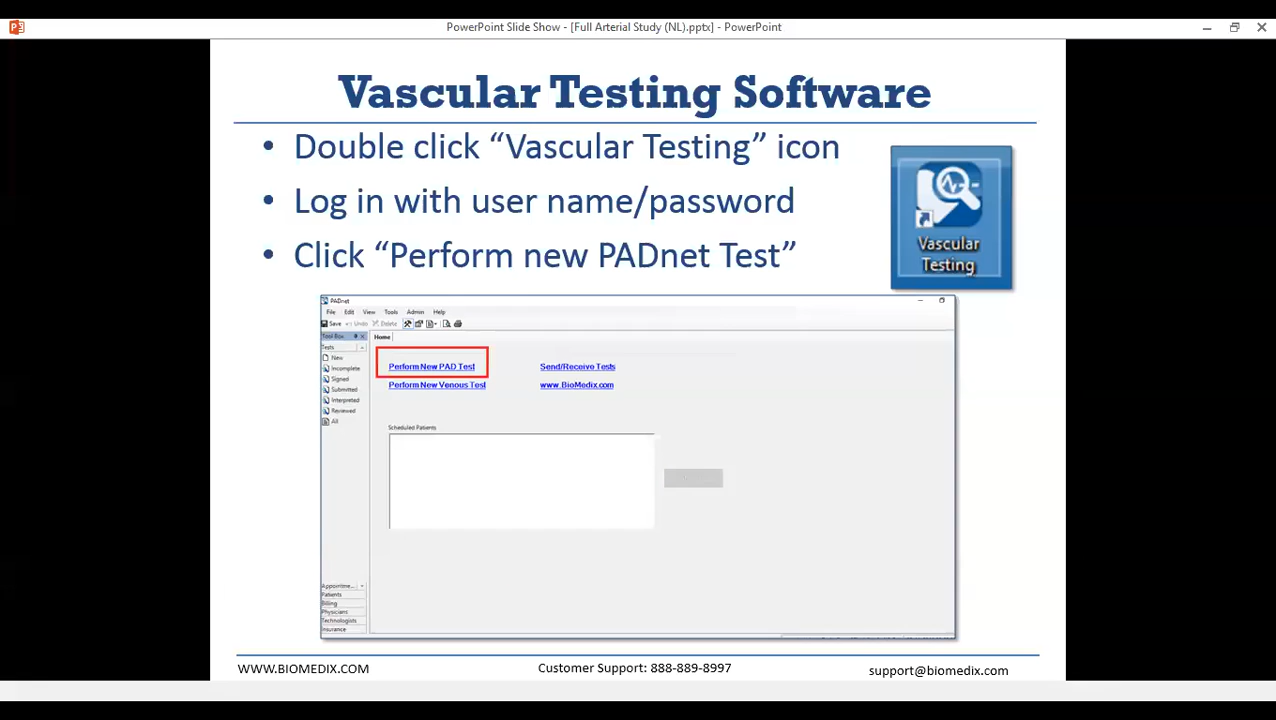 PowerPoint Slide Show - [Full Arterial Study (NL).pptx] - PowerPoint
Vascular Testing Software
• Double click “Vascular Testing” icon
• Log in with user name/password
• Click “Perform new PADnet Test”
Vascular
Testing
PADnet
File Edit View Tools Admin Help
Save Undo Delete
Tool Box
Home
Tests
New
Incomplete
Signed
Submitted
Interpreted
Reviewed
All
Perform New PAD Test Send/Receive Tests
Perform New Venous Test www.BioMedix.com
Scheduled Patients
Appointme...
Patients
Billing
Physicians
Technologists
Insurance
WWW.BIOMEDIX.COM Customer Support: 888-889-8997 support@biomedix.com